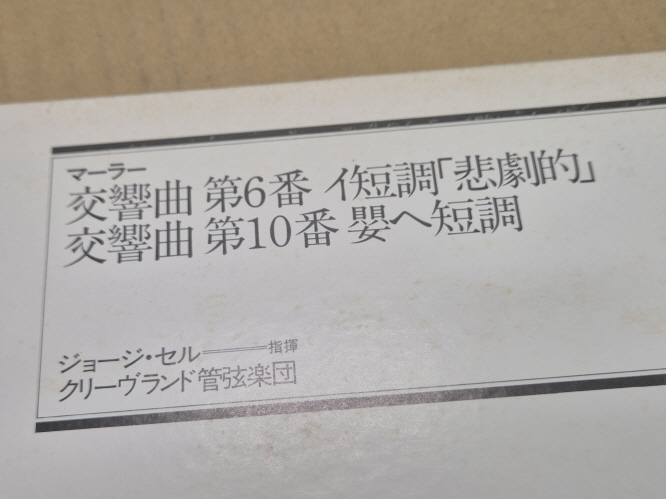 マーラー
交響曲 第6番 イ短調「悲劇的」
交響曲 第10番 嬰ヘ短調
ジョージ・セル━━指揮
クリーヴランド管弦楽団